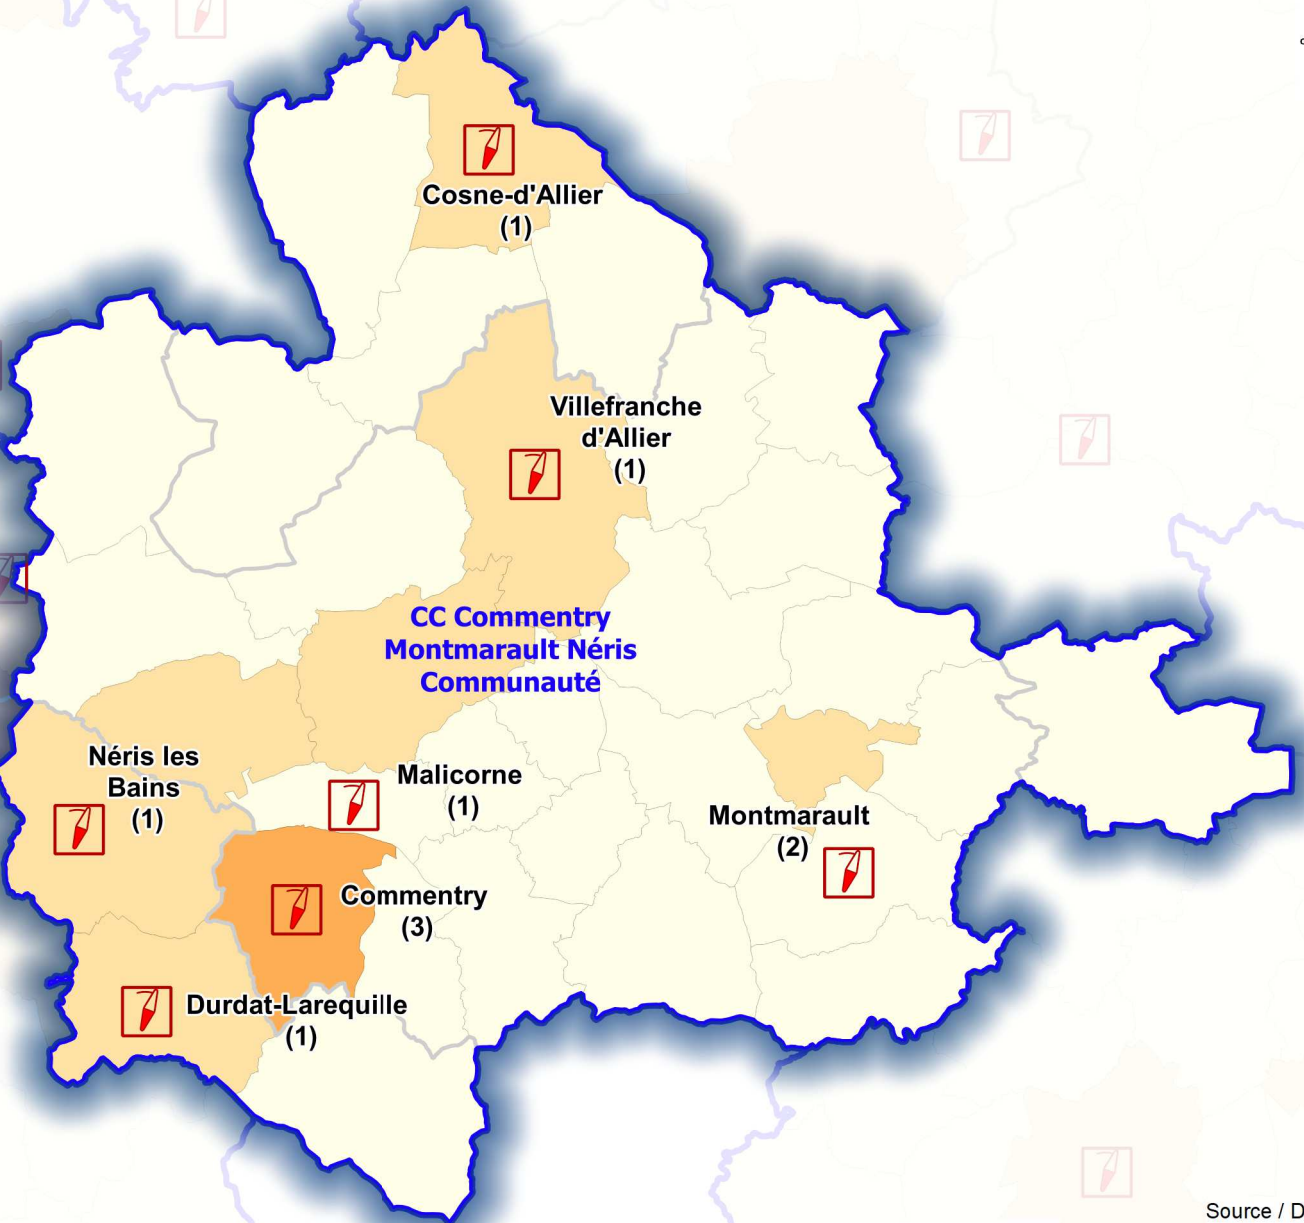 Cosne-d'Allier
(1)
Villefranche
d'Allier
(1)
CC Commentry
Montmarault Néris
Communauté
Néris les
Bains
(1)
Malicorne
(1)
Montmarault
(2)
Commentry
(3)
Durdat-Larequille
(1)
Source / D